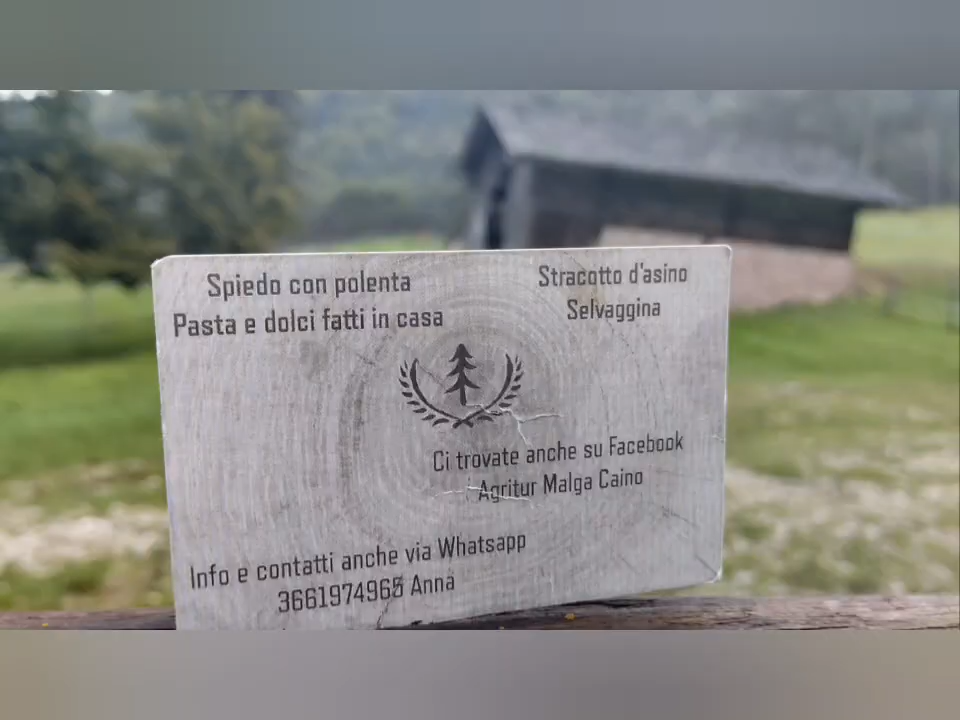 Spiedo con polenta
Pasta e dolci fatti in casa
Stracotto d'asino
Selvaggina
Ci trovate anche su Facebook
Agritur Malga Caino
Info e contatti anche via Whatsapp
3661974965 Anna